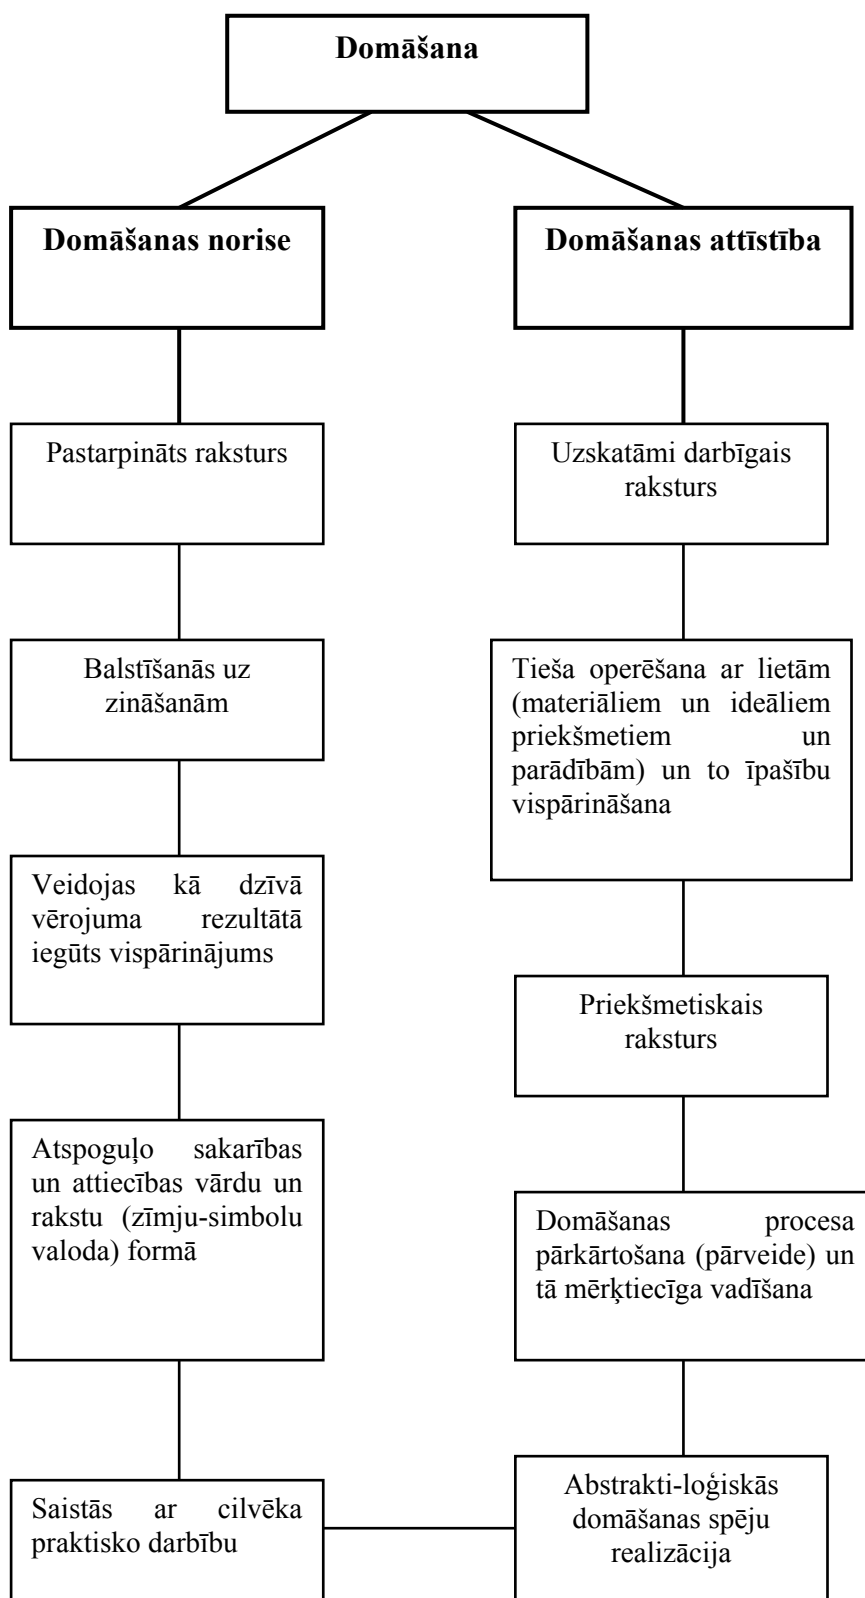 Domāšana
Domāšanas norise
Domāšanas attīstība
Pastarpināts raksturs
Uzskatāmi darbīgais
raksturs
Balstīšanās uz
zināšanām
Tieša operēšana ar lietām
(materiāliem un ideāliem
priekšmetiem un
parādībām) un to īpašību
vispārināšana
Veidojas kā dzīvā
vērojuma rezultātā
iegūts vispārinājums
Priekšmetiskais
raksturs
Atspoguļo sakarības
un attiecības vārdu un
rakstu (zīmju-simbolu
valoda) formā
Domāšanas procesa
pārkārtošana (pārveide) un
tā mērķtiecīga vadīšana
Saistās ar cilvēka
praktisko darbību
Abstrakti-loģiskās
domāšanas spēju
realizācija